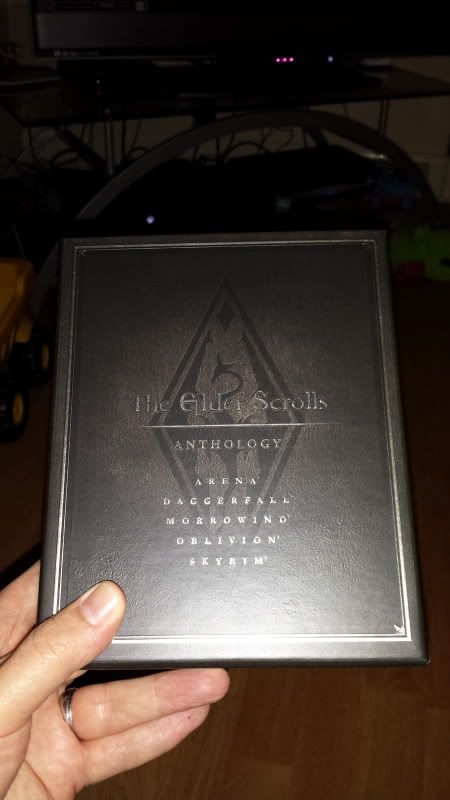 The Elder Scrolls
ANTHOLOGY
ARENA
DAGGERFALL
MORROWIND
OBLIVION
SKYRIM